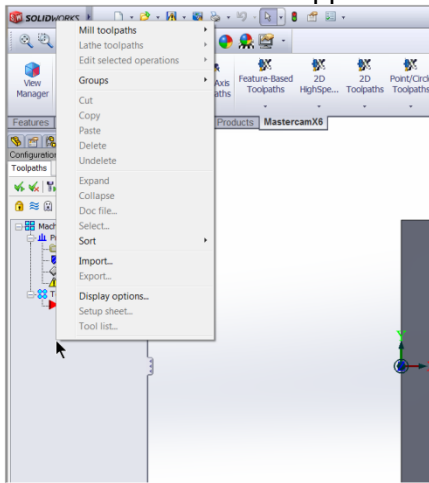 SOLIDWORKS
Mill toolpaths
Lathe toolpaths
Edit selected operations
Groups
Cut
Copy
Paste
Delete
Undelete
Expand
Collapse
Doc file...
Select...
Sort
Import...
Export...
Display options...
Setup sheet...
Tool list...
View
Manager
Axis
Feature-Based
Toolpaths
2D
HighSpe...
2D
Toolpaths
Point/Circl
Toolpaths
Features
Products
MastercamX6
Configuration
Toolpaths
Mach
P
T
Y